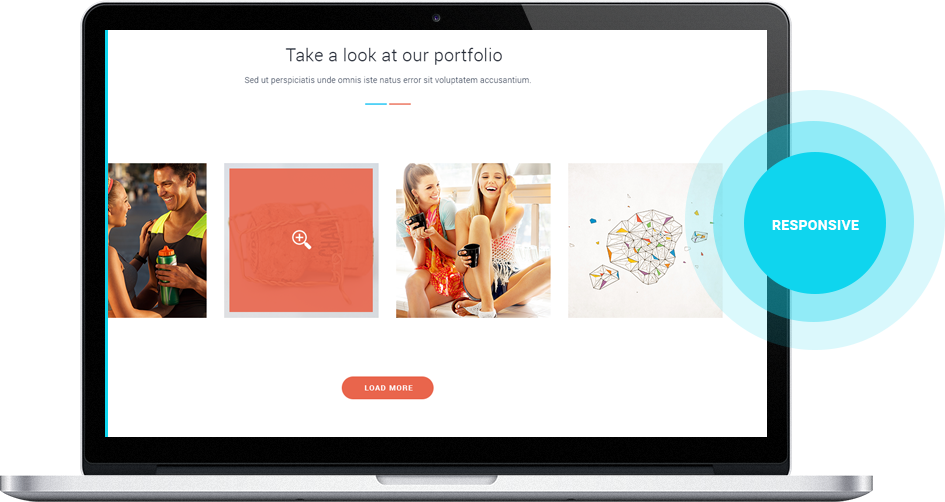 Take a look at our portfolio
Sed ut perspiciatis unde omnis iste natus error sit voluptatem accusantium.
RESPONSIVE
LOAD MORE